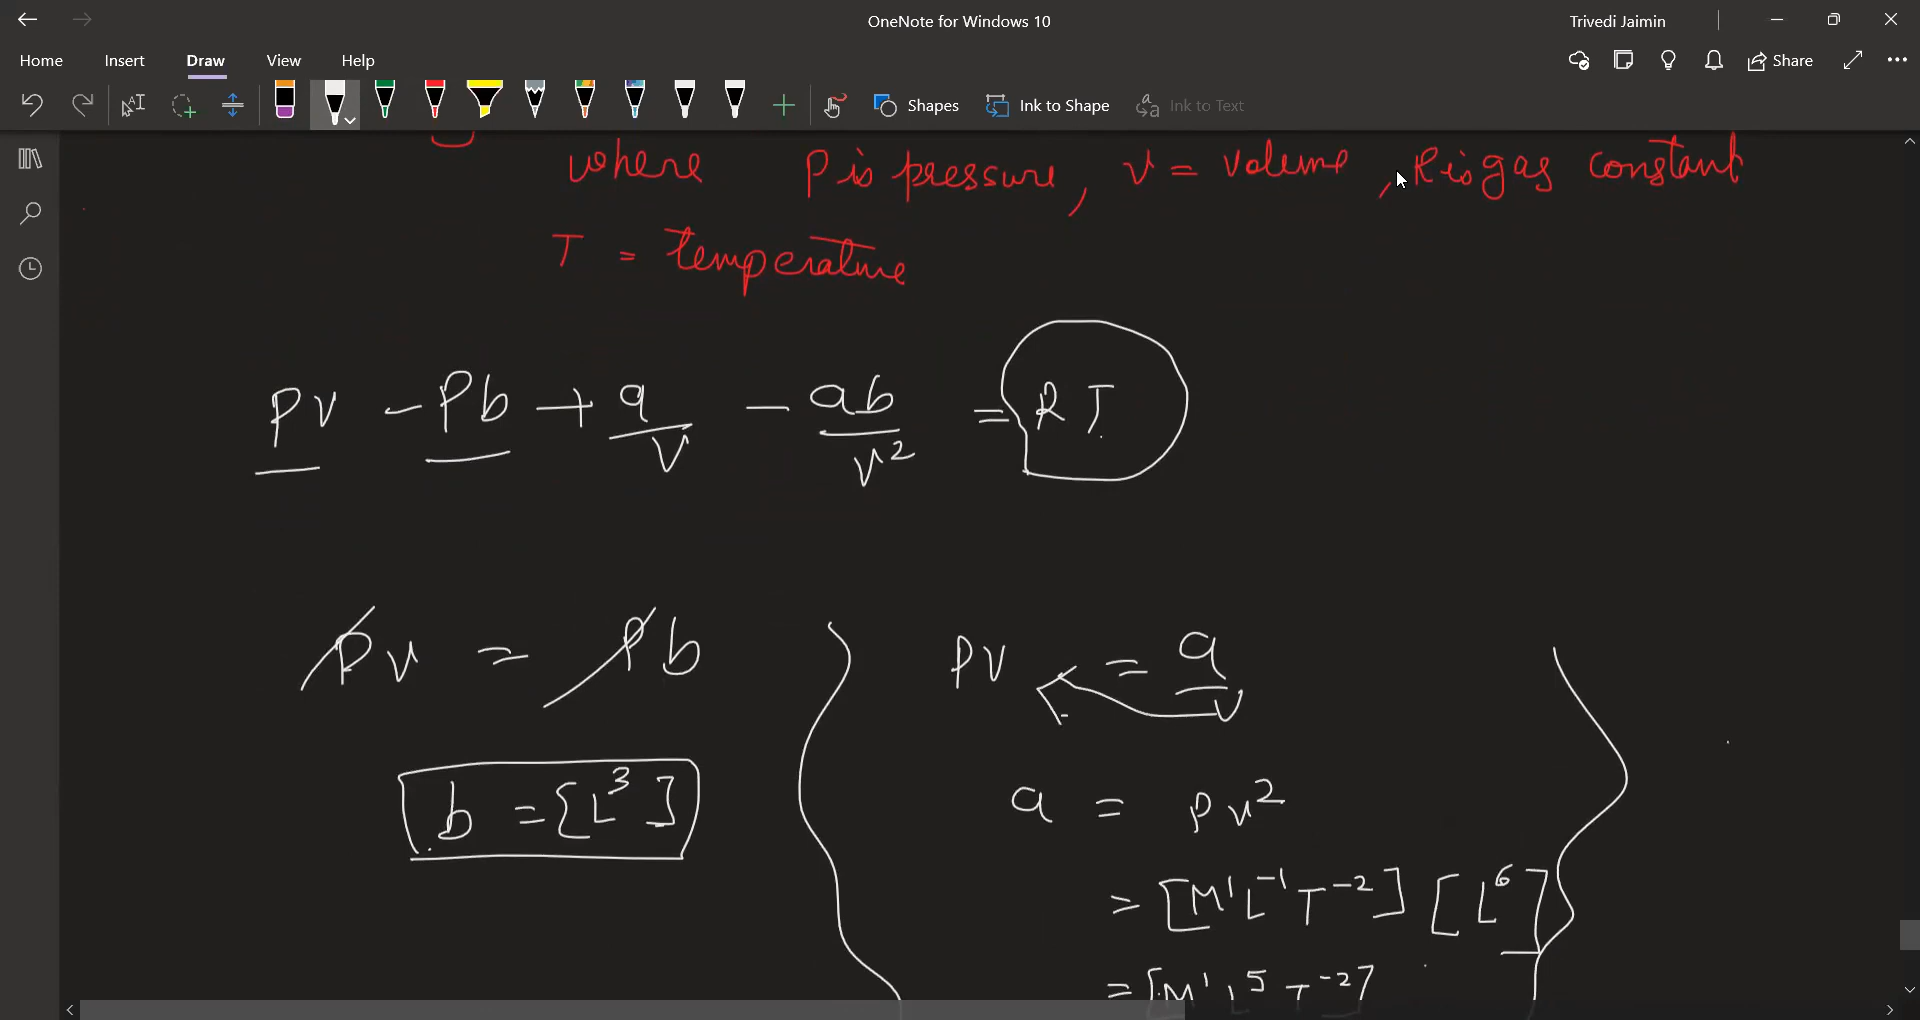 OneNote for Windows 10
Trivedi Jaimin
Home Insert Draw View Help
Share
Shapes Ink to Shape Ink to Text
where P is pressure, v = volume, R is gas constant
T = temperature
PV - Pb + a/V - ab/V² = RT
PV = Pb
PV = a/V
b = [L³]
a = PV²
= [M¹L⁻¹T⁻²] [L⁶]
= [M¹L⁵T⁻²]